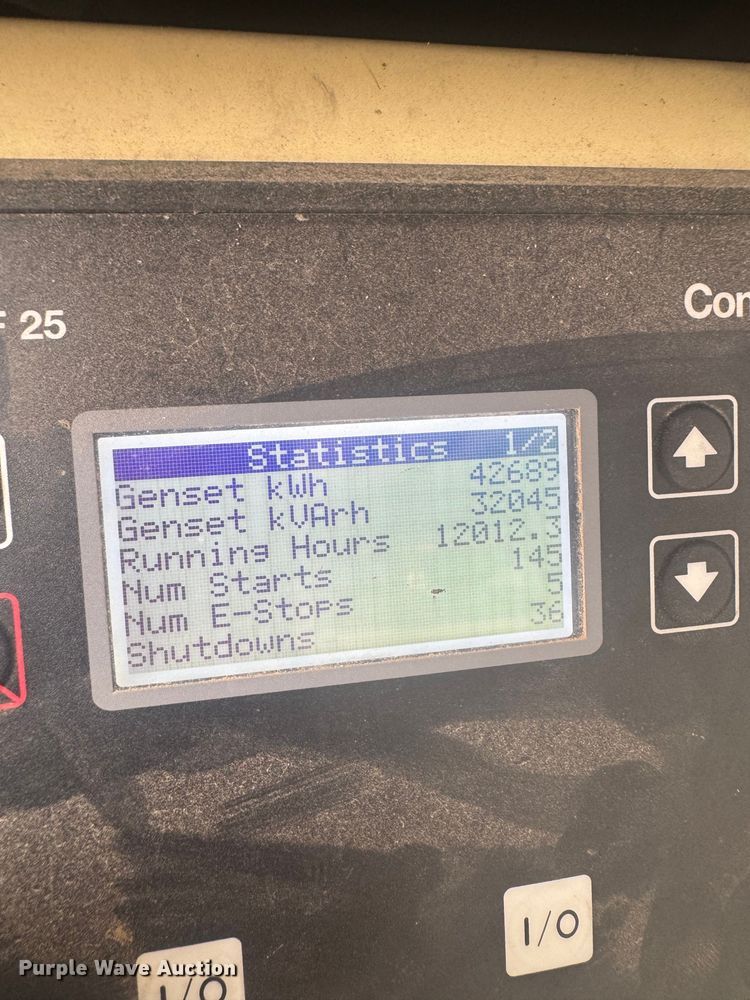 F 25
Con
Statistics 1/2
Genset kWh 42689
Genset kVArh 32045
Running Hours 12012.3
Num Starts 145
Num E-Stops 5
Shutdowns 36
I/O
I/O
Purple Wave Auction